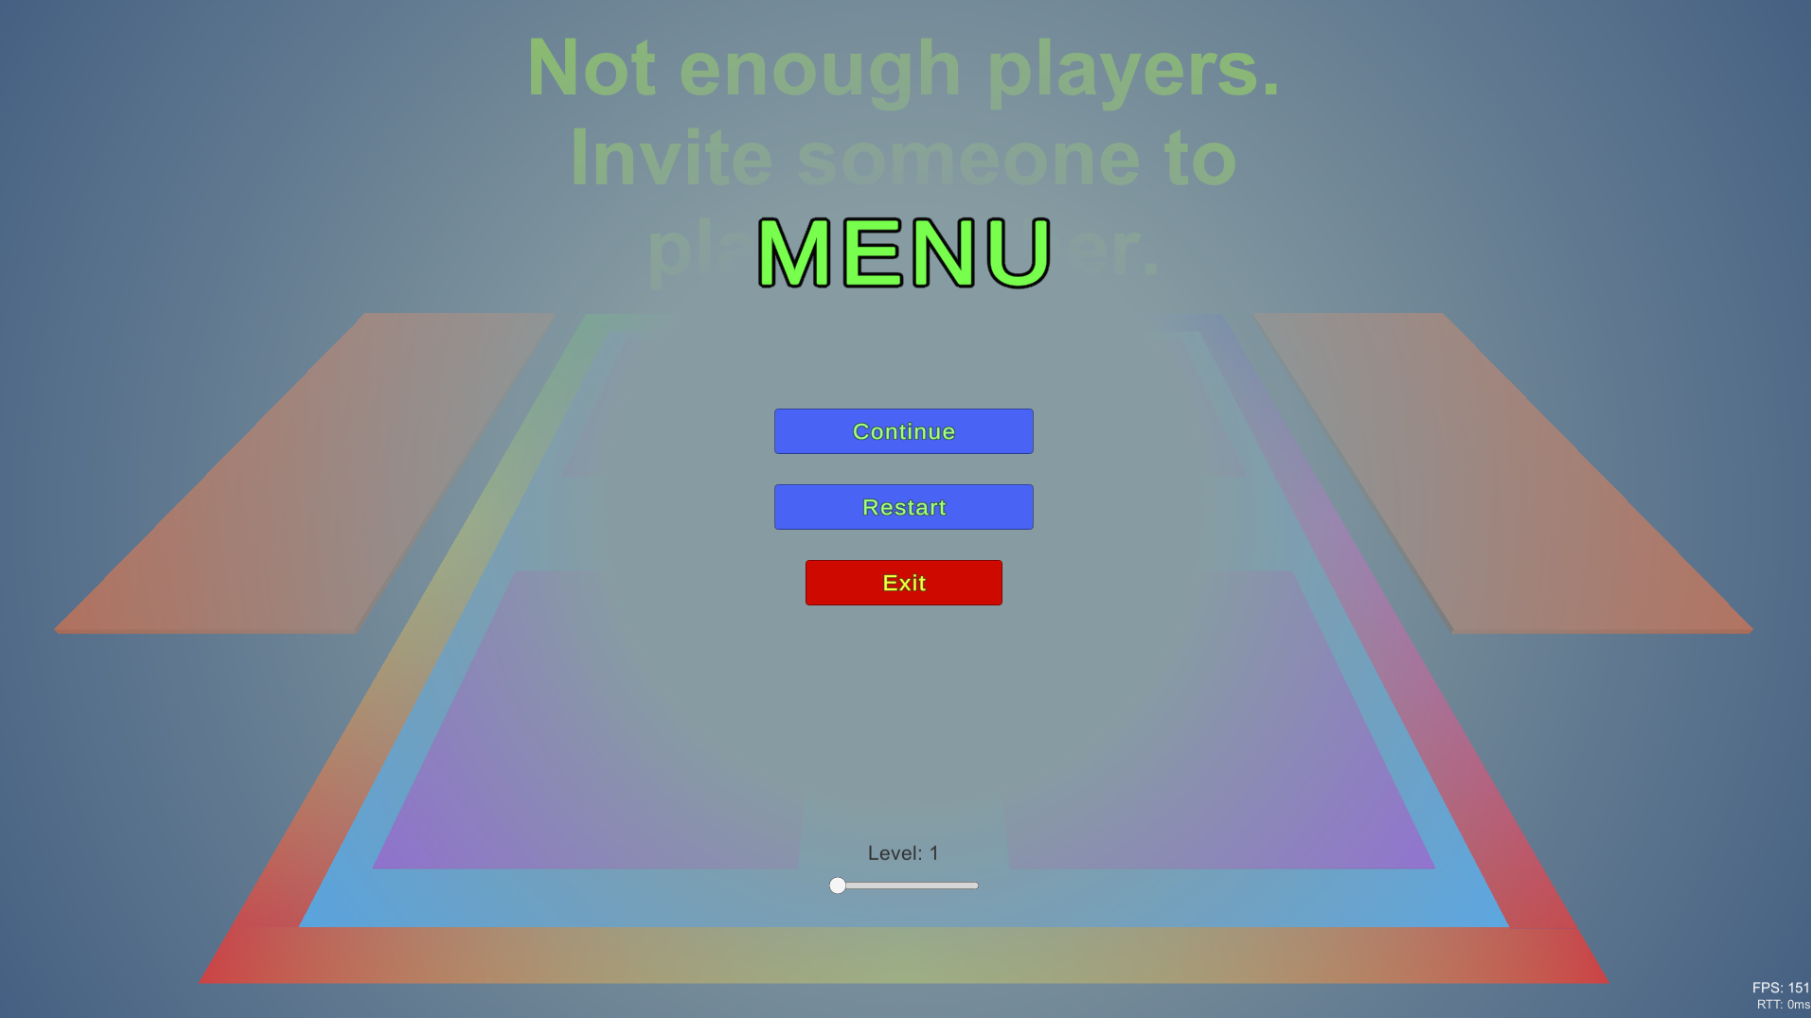 Not enough players.
Invite someone to
MENU
Continue
Restart
Exit
Level: 1
FPS: 151
RTT: 0ms